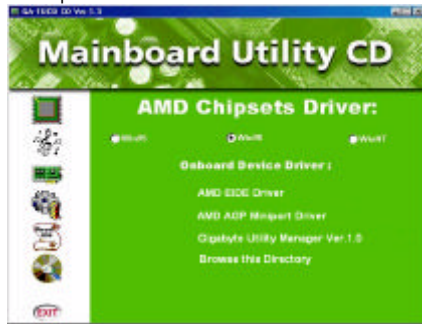 Mainboard Utility CD
AMD Chipsets Driver:
Win95 Win98 WinNT
Onboard Device Driver :
AMD EIDE Driver
AMD AGP Miniport Driver
Gigabyte Utility Manager Ver.1.0
Browse this Directory
EXIT